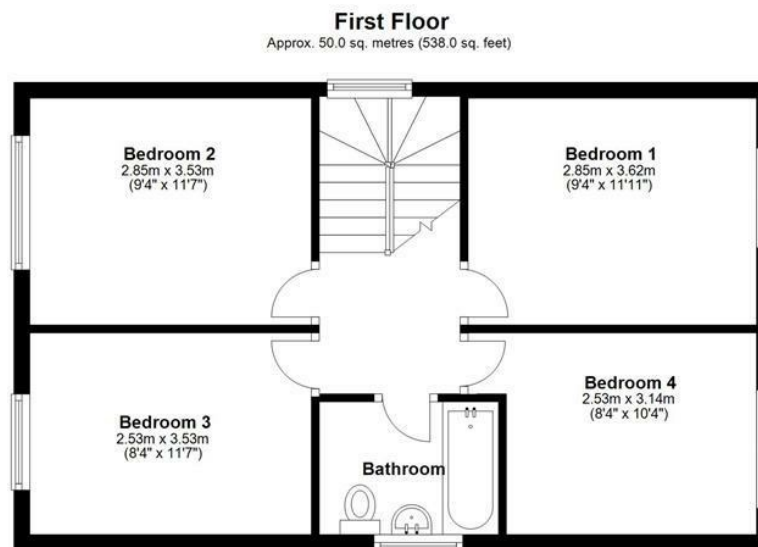 First Floor
Approx. 50.0 sq. metres (538.0 sq. feet)
Bedroom 2
2.85m x 3.53m
(9'4" x 11'7")
Bedroom 1
2.85m x 3.62m
(9'4" x 11'11")
Bedroom 3
2.53m x 3.53m
(8'4" x 11'7")
Bedroom 4
2.53m x 3.14m
(8'4" x 10'4")
Bathroom